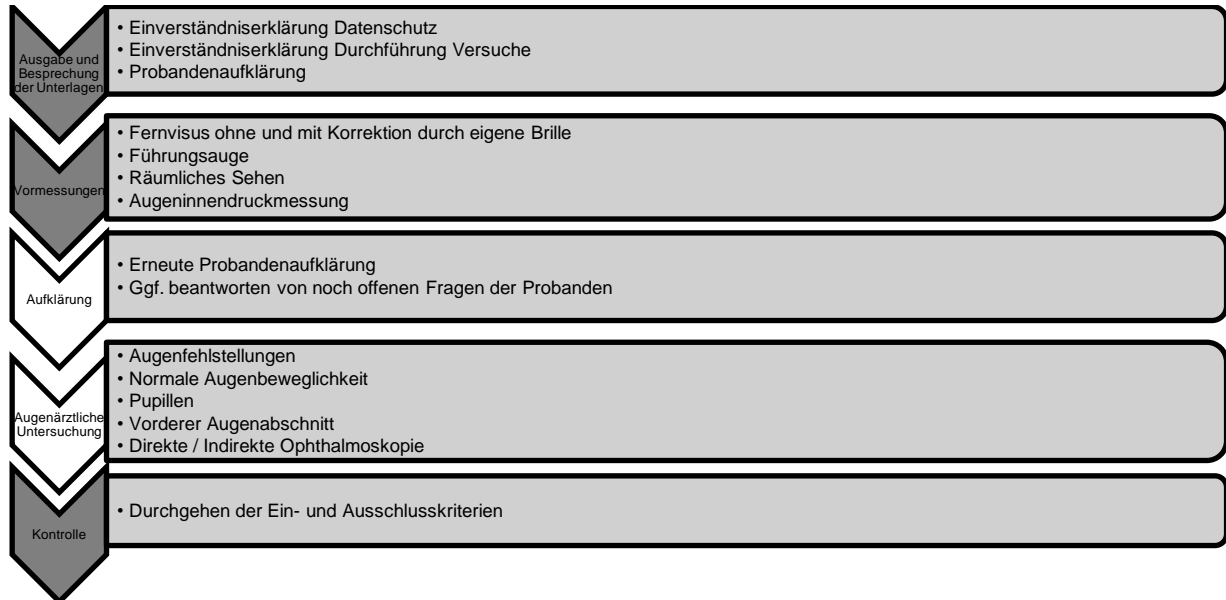 Ausgabe und
Besprechung
der Unterlagen
• Einverständniserklärung Datenschutz
• Einverständniserklärung Durchführung Versuche
• Probandenaufklärung
Vormessungen
• Fernvisus ohne und mit Korrektion durch eigene Brille
• Führungsauge
• Räumliches Sehen
• Augeninnendruckmessung
Aufklärung
• Erneute Probandenaufklärung
• Ggf. beantworten von noch offenen Fragen der Probanden
Augenärztliche
Untersuchung
• Augenfehlstellungen
• Normale Augenbeweglichkeit
• Pupillen
• Vorderer Augenabschnitt
• Direkte / Indirekte Ophthalmoskopie
Kontrolle
• Durchgehen der Ein- und Ausschlusskriterien